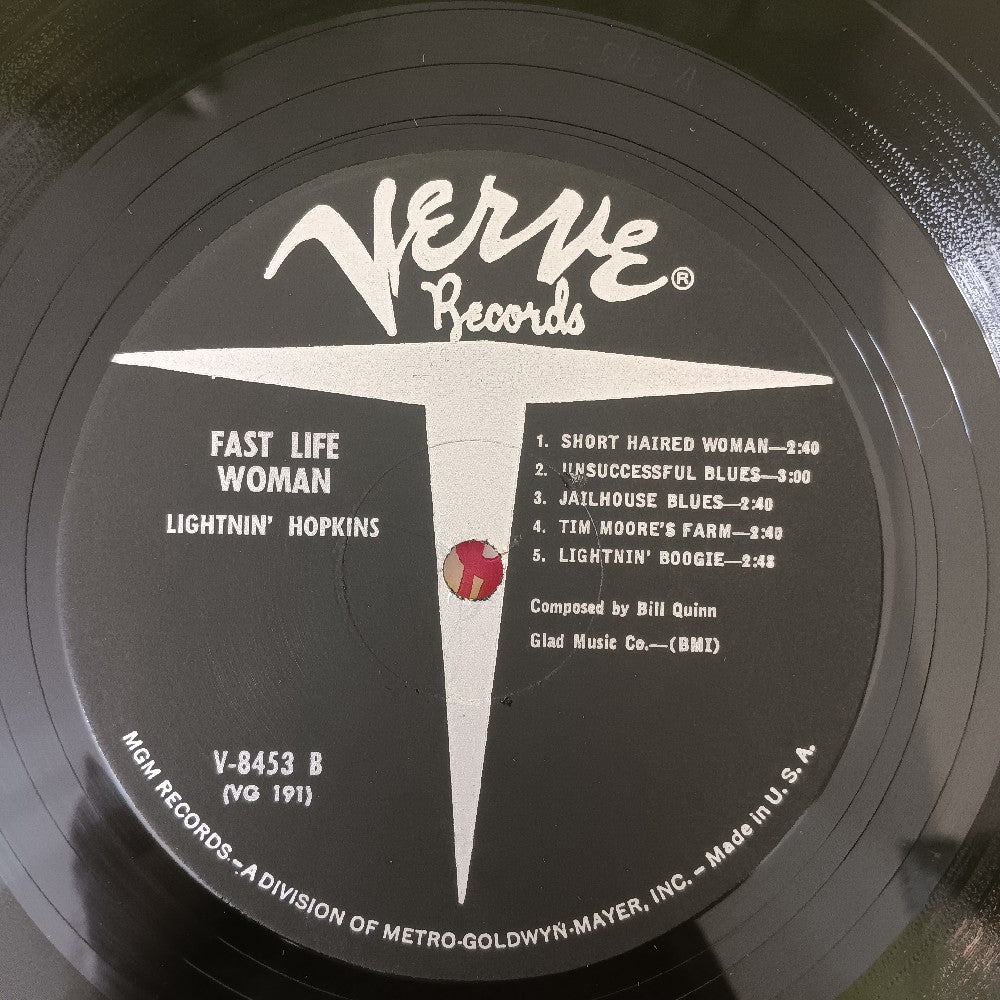 Verve ®
Records
FAST LIFE
WOMAN
LIGHTNIN' HOPKINS
1. SHORT HAIRED WOMAN—2:40
2. UNSUCCESSFUL BLUES—3:00
3. JAILHOUSE BLUES—2:40
4. TIM MOORE'S FARM—2:40
5. LIGHTNIN' BOOGIE—2:48
Composed by Bill Quinn
Glad Music Co.—(BMI)
V-8453 B
(VG 191)
MGM RECORDS – A DIVISION OF METRO-GOLDWYN-MAYER, INC. – Made in U. S. A.